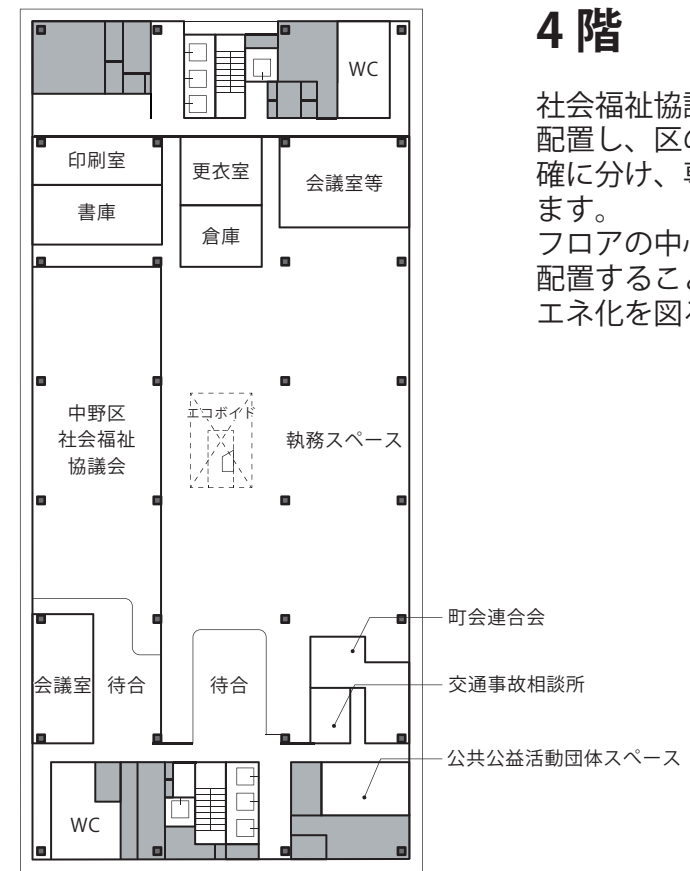 4 階
社会福祉協
配置し、区の
確に分け、
ます。
フロアの中
配置するこ
エネ化を図
WC
印刷室
更衣室
会議室等
書庫
倉庫
中野区
社会福祉
協議会
エコボイド
執務スペース
町会連合会
会議室
待合
待合
交通事故相談所
公共公益活動団体スペース
WC